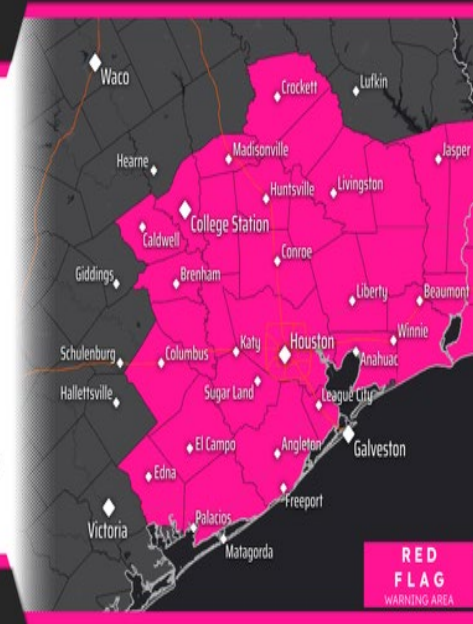 Waco
Crockett
Lufkin
Hearne
Madisonville
Jasper
Huntsville
Livingston
College Station
Caldwell
Conroe
Giddings
Brenham
Liberty
Beaumont
Winnie
Schulenburg
Columbus
Katy
Houston
Anahuac
Hallettsville
Sugar Land
League City
El Campo
Angleton
Galveston
Edna
Freeport
Victoria
Palacios
Matagorda
RED
FLAG
WARNING AREA